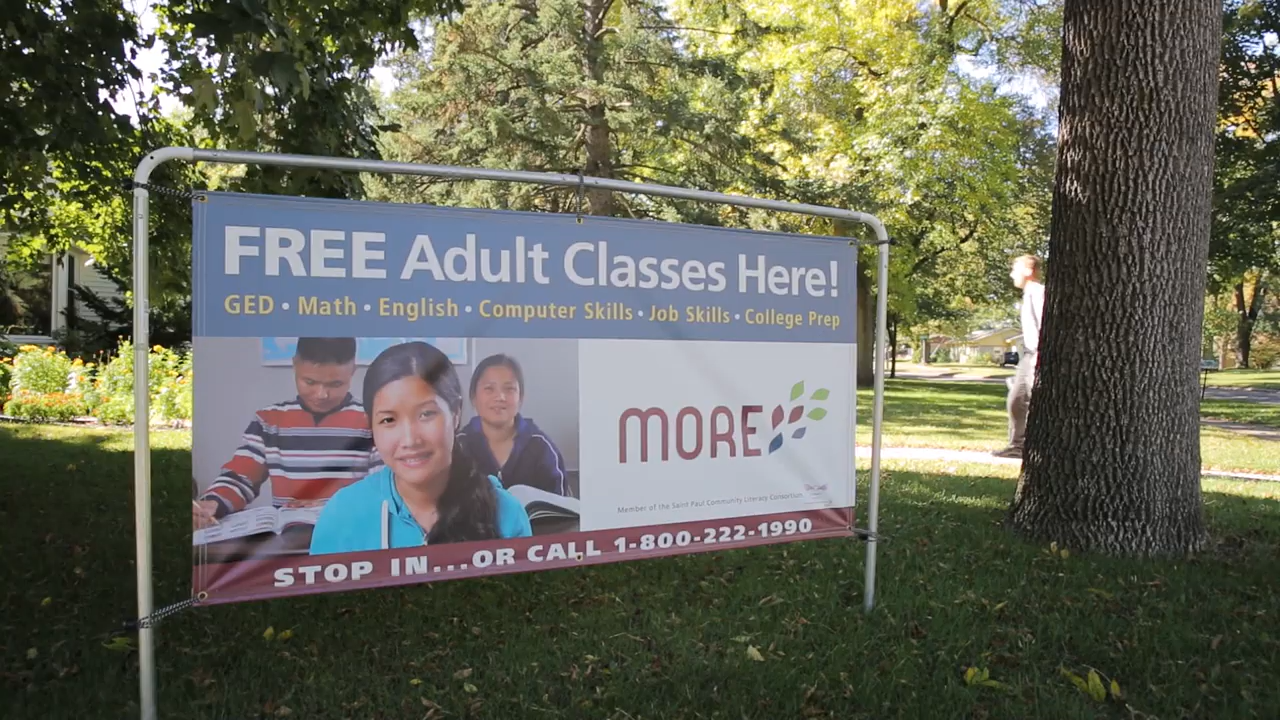 FREE Adult Classes Here!
GED • Math • English • Computer Skills • Job Skills • College Prep
MORE
Member of the Saint Paul Community Literacy Consortium
STOP IN...OR CALL 1-800-222-1990